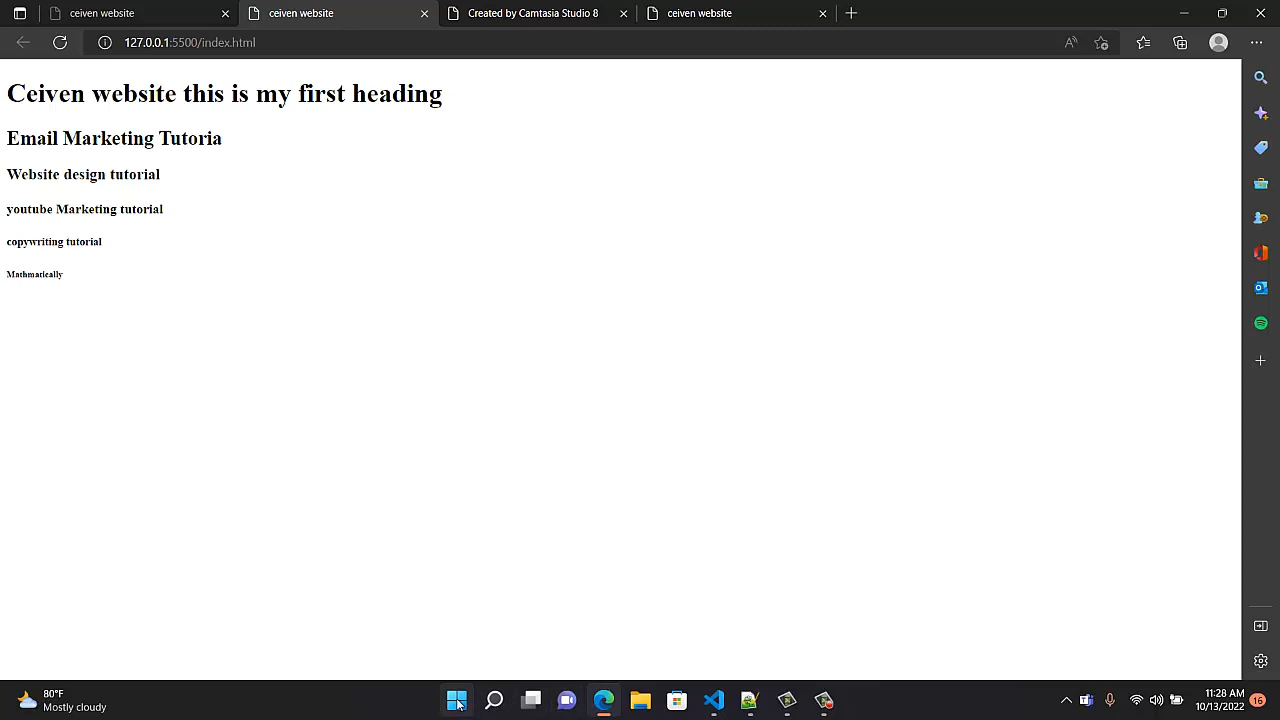 ceiven website
ceiven website
Created by Camtasia Studio 8
ceiven website
127.0.0.1:5500/index.html
Ceiven website this is my first heading
Email Marketing Tutoria
Website design tutorial
youtube Marketing tutorial
copywriting tutorial
Mathmatically
80°F
Mostly cloudy
11:28 AM
10/13/2022
16